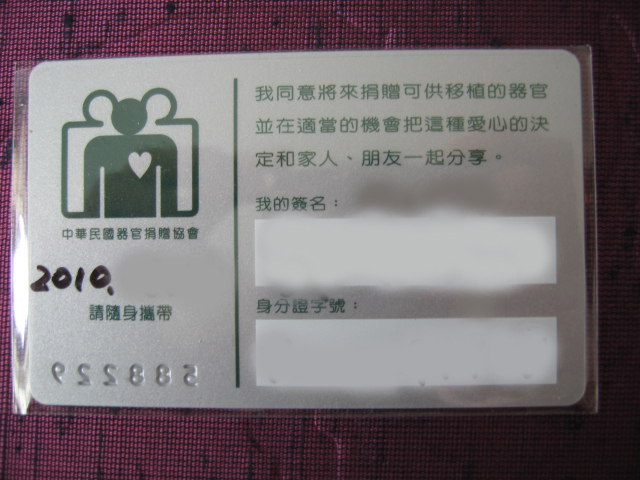 我同意將來捐贈可供移植的器官
並在適當的機會把這種愛心的決
定和家人、朋友一起分享。
我的簽名：
身分證字號：
中華民國器官捐贈協會
2010.
請隨身攜帶
588229